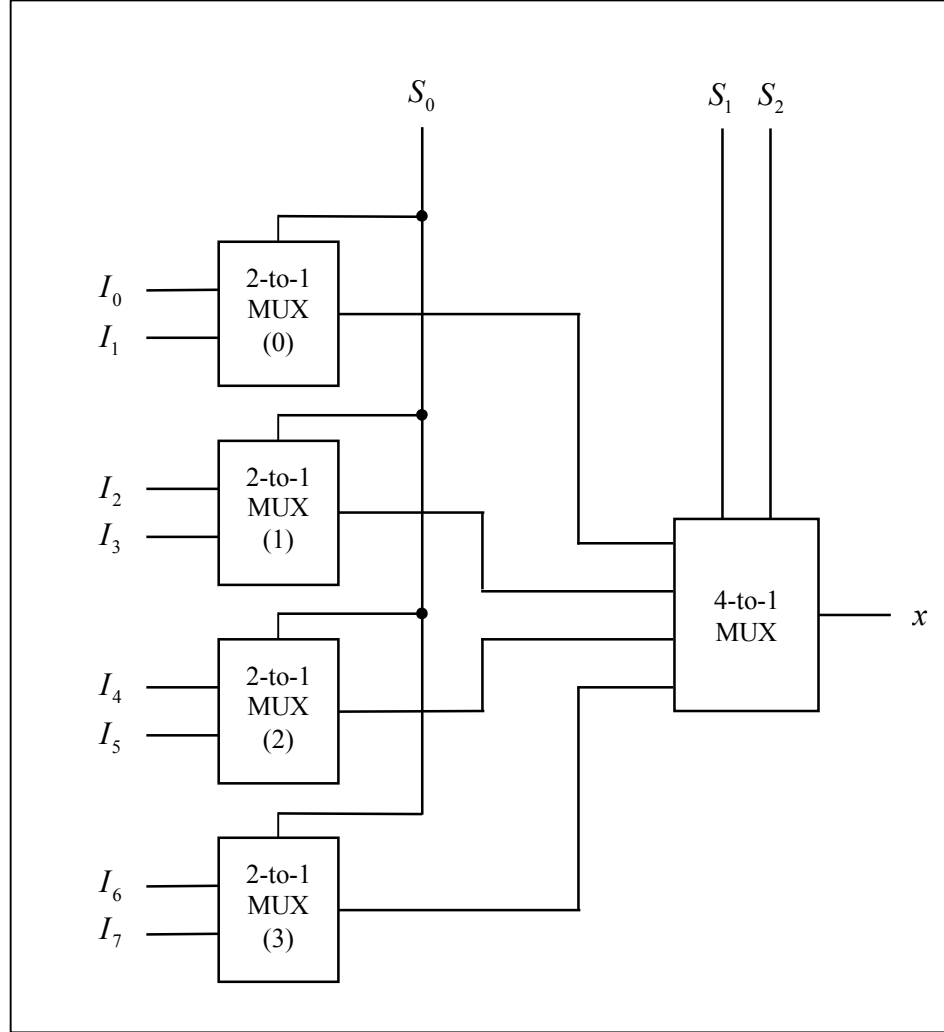 S₀
S₁ S₂
I₀
I₁
2-to-1
MUX
(0)
I₂
I₃
2-to-1
MUX
(1)
I₄
I₅
2-to-1
MUX
(2)
I₆
I₇
2-to-1
MUX
(3)
4-to-1
MUX
x